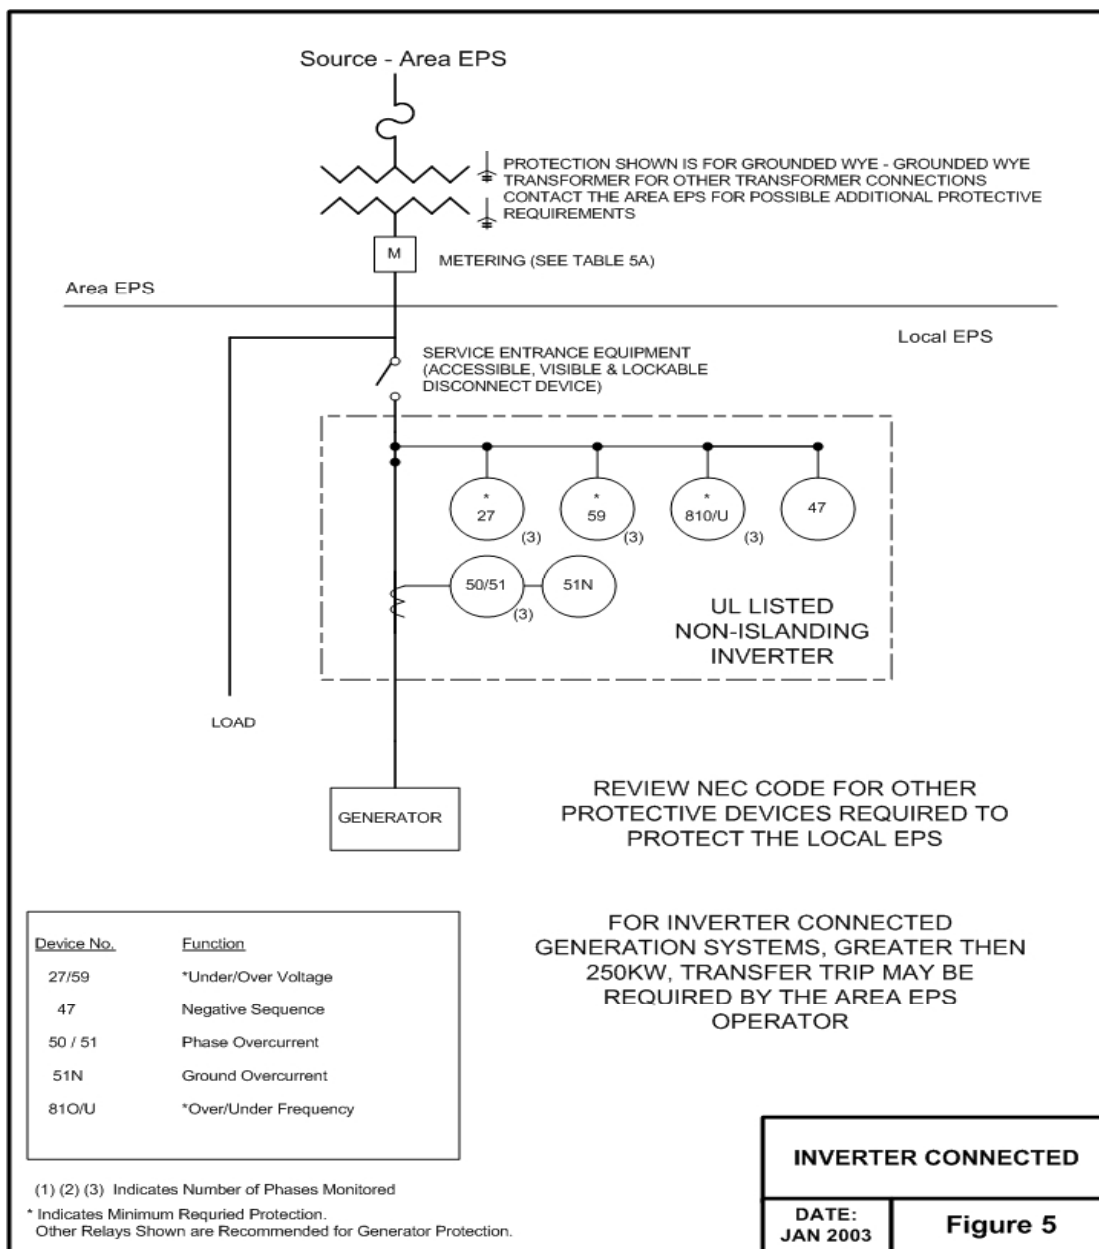 Source - Area EPS
PROTECTION SHOWN IS FOR GROUNDED WYE - GROUNDED WYE
TRANSFORMER FOR OTHER TRANSFORMER CONNECTIONS
CONTACT THE AREA EPS FOR POSSIBLE ADDITIONAL PROTECTIVE
REQUIREMENTS
M
METERING (SEE TABLE 5A)
Area EPS
Local EPS
SERVICE ENTRANCE EQUIPMENT
(ACCESSIBLE, VISIBLE & LOCKABLE
DISCONNECT DEVICE)
*
27
(3)
*
59
(3)
*
810/U
(3)
47
50/51
(3)
51N
UL LISTED
NON-ISLANDING
INVERTER
LOAD
GENERATOR
REVIEW NEC CODE FOR OTHER
PROTECTIVE DEVICES REQUIRED TO
PROTECT THE LOCAL EPS
FOR INVERTER CONNECTED
GENERATION SYSTEMS, GREATER THEN
250KW, TRANSFER TRIP MAY BE
REQUIRED BY THE AREA EPS
OPERATOR
Device No. Function
27/59 *Under/Over Voltage
47 Negative Sequence
50 / 51 Phase Overcurrent
51N Ground Overcurrent
81O/U *Over/Under Frequency
(1) (2) (3) Indicates Number of Phases Monitored
* Indicates Minimum Requried Protection.
Other Relays Shown are Recommended for Generator Protection.
INVERTER CONNECTED
DATE:
JAN 2003
Figure 5